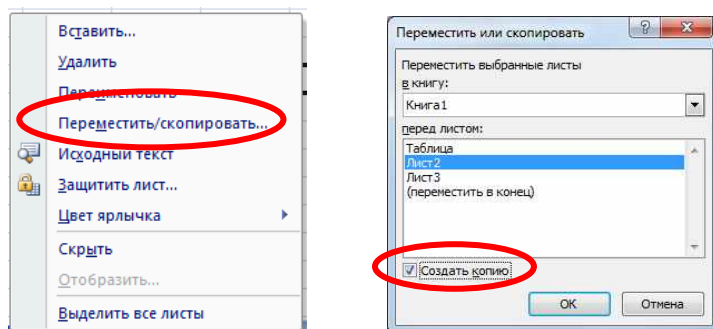 Вставить...
Удалить
Переименовать
Переместить/скопировать...
Исходный текст
Защитить лист...
Цвет ярлычка
Скрыть
Отобразить...
Выделить все листы
Переместить или скопировать
Переместить выбранные листы
в книгу:
Книга1
перед листом:
Таблица
Лист2
Лист3
(переместить в конец)
Создать копию
ОК
Отмена